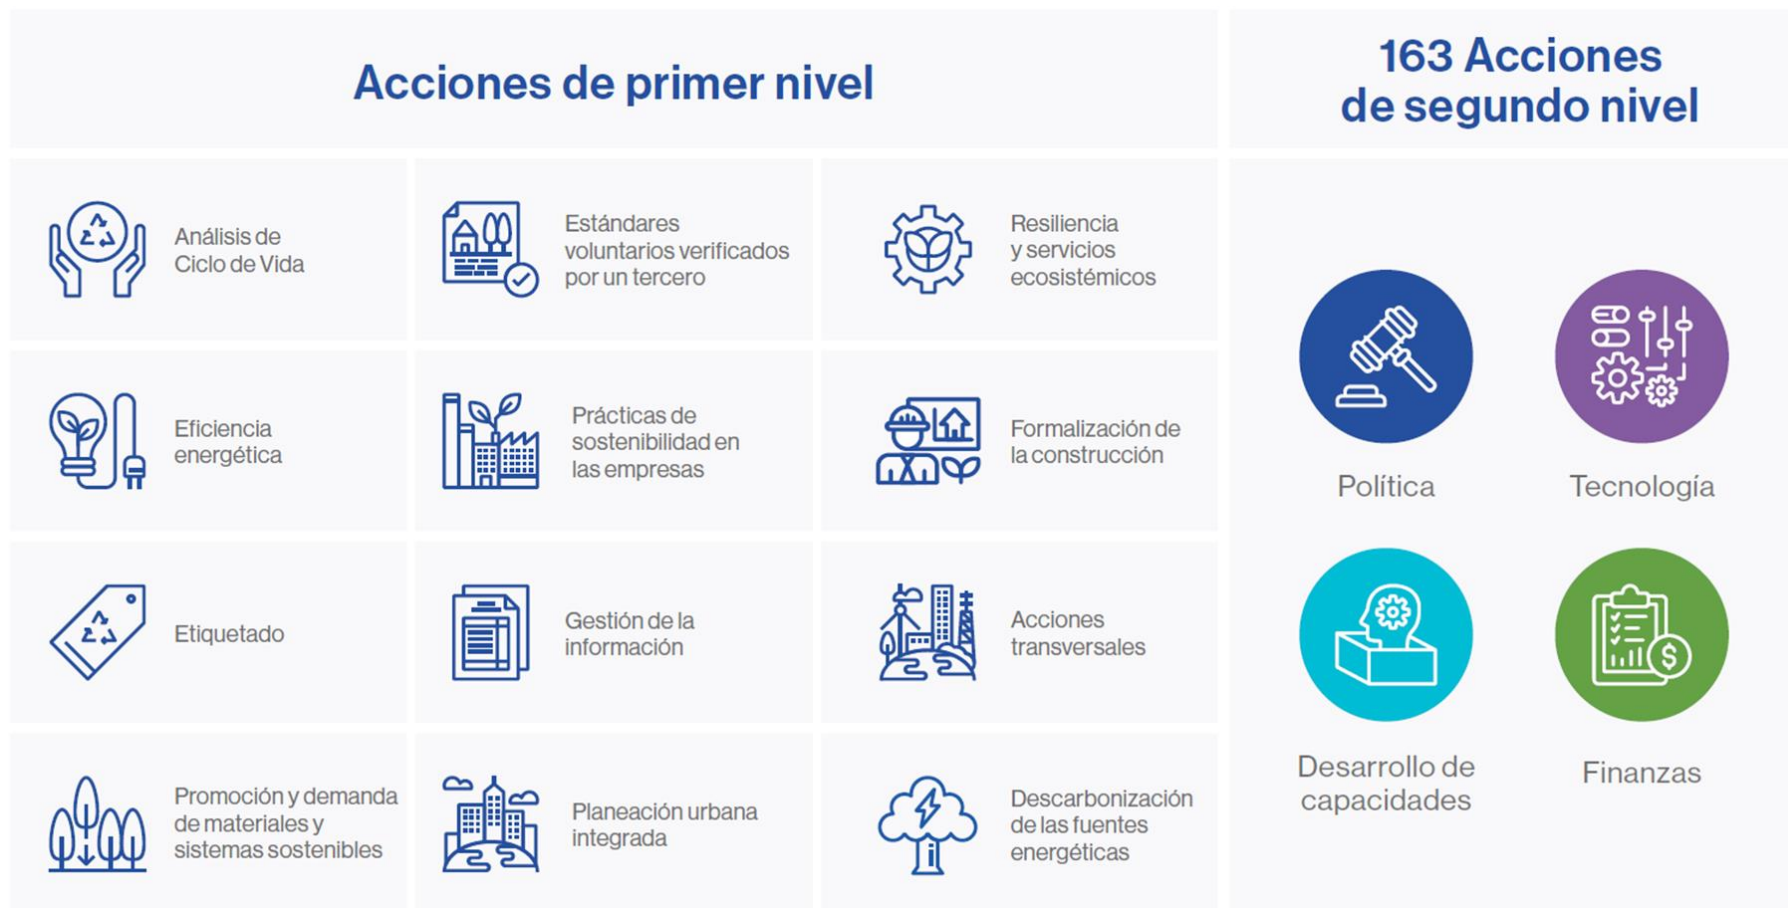 Acciones de primer nivel
163 Acciones
de segundo nivel
Análisis de
Ciclo de Vida
Estándares
voluntarios verificados
por un tercero
Resiliencia
y servicios
ecosistémicos
Eficiencia
energética
Prácticas de
sostenibilidad en
las empresas
Formalización de
la construcción
Etiquetado
Gestión de la
información
Acciones
transversales
Promoción y demanda
de materiales y
sistemas sostenibles
Planeación urbana
integrada
Descarbonización
de las fuentes
energéticas
Política
Tecnología
Desarrollo de
capacidades
Finanzas